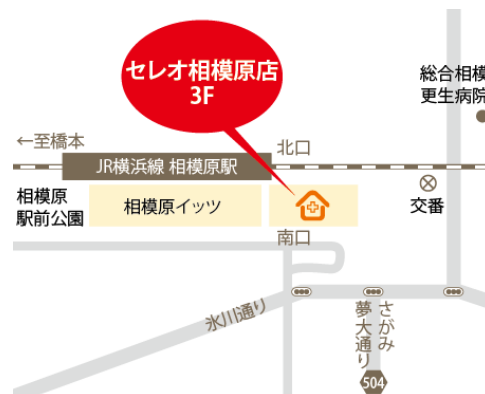 セレオ相模原店
3F
総合相模
更生病院
←至橋本
北口
JR横浜線 相模原駅
相模原
駅前公園
相模原イッツ
交番
南口
氷川通り
さがみ
夢大通り
504